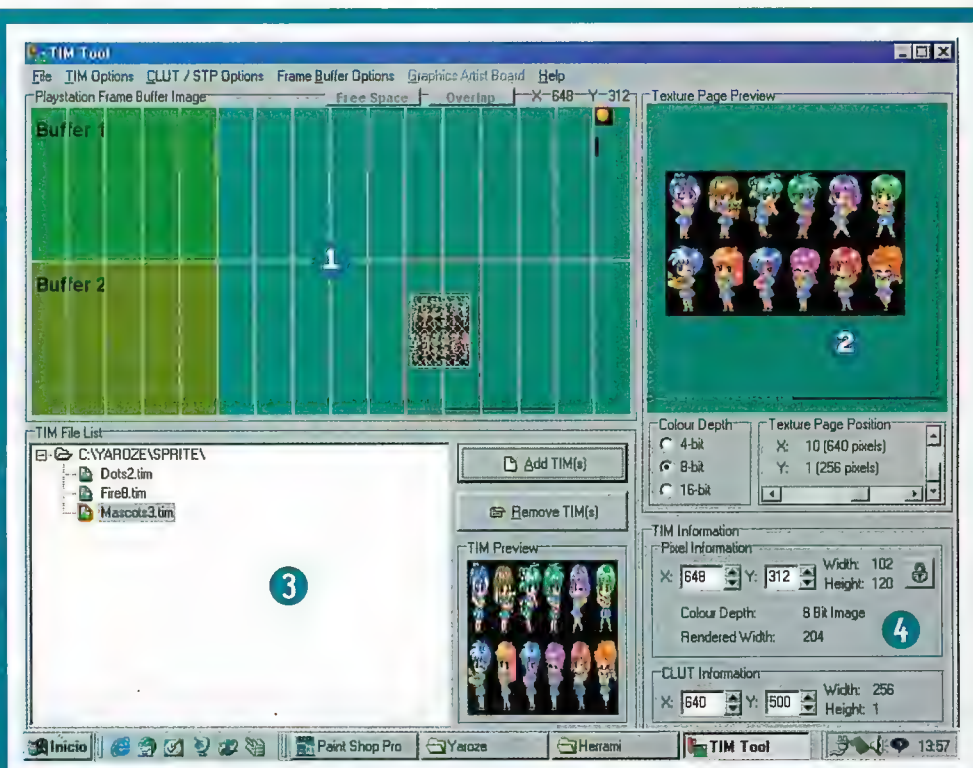 TIM Tool
File TIM Options CLUT / STP Options Frame Buffer Options Graphics Artist Board Help
Playstation Frame Buffer Image Free Space Overlap X 648 Y 312
Buffer 1
1
Buffer 2
Texture Page Preview
2
Colour Depth
4-bit
8-bit
16-bit
Texture Page Position
X: 10 (640 pixels)
Y: 1 (256 pixels)
TIM File List
C:\YAROZE\SPRITE\
Dots2.tim
Fire8.tim
Mascots3.tim
3
Add TIM(s)
Remove TIM(s)
TIM Preview
TIM Information
Pixel Information
X: 648 Y: 312 Width: 102
Height: 120
Colour Depth: 8 Bit Image
Rendered Width: 204
4
CLUT Information
X: 640 Y: 500 Width: 256
Height: 1
Inicio Paint Shop Pro Yaroze Herrami TIM Tool 13:57